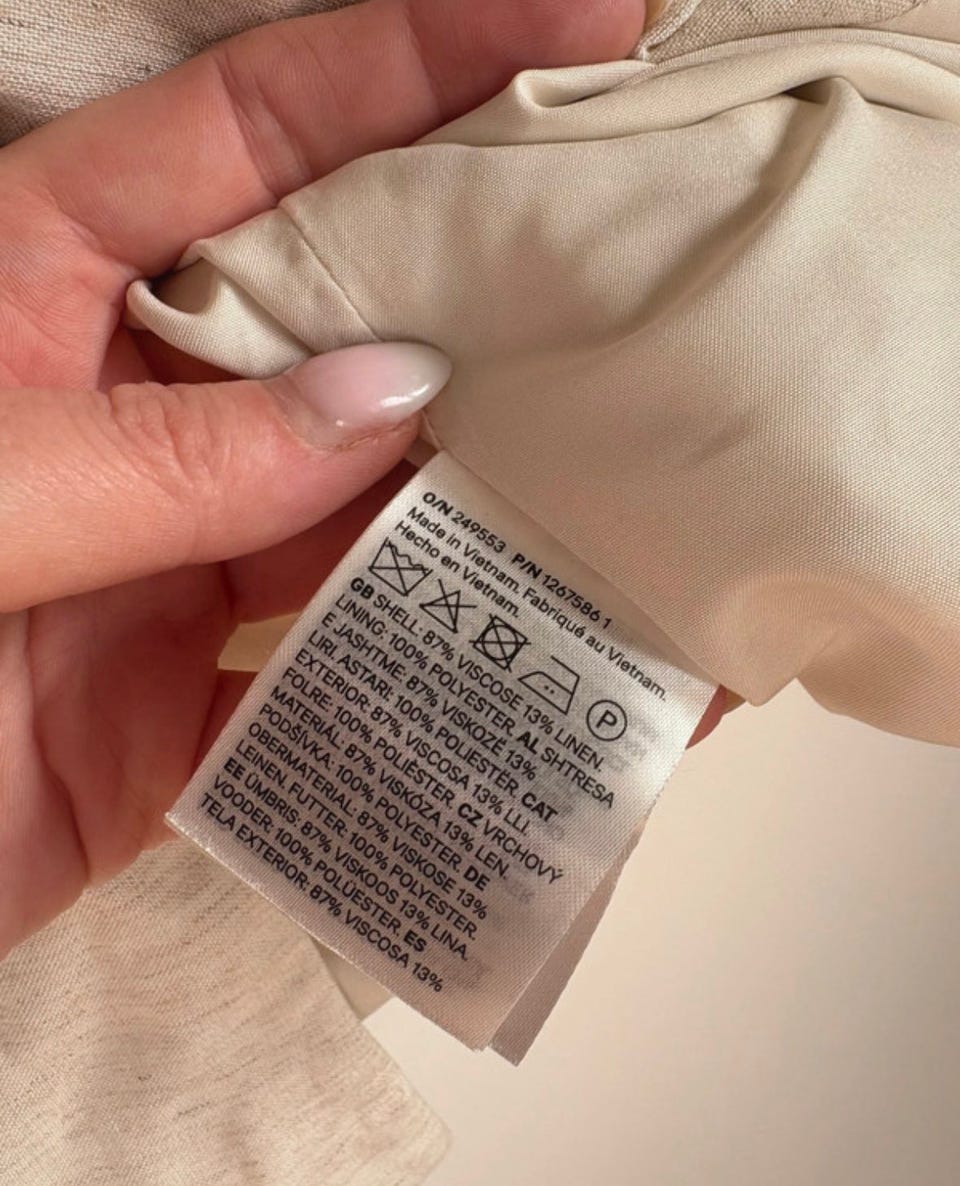 O/N 249553 P/N 1267586 1
Made in Vietnam. Fabriqué au Vietnam.
Hecho en Vietnam.
P
GB SHELL: 87% VISCOSE 13% LINEN.
LINING: 100% POLYESTER. AL SHTRESA
E JASHTME: 87% VISKOZË 13%
LIRI. ASTARI: 100% POLIESTËR. CAT
EXTERIOR: 87% VISCOSA 13% LLI.
FOLRE: 100% POLIÈSTER. CZ VRCHOVÝ
MATERIÁL: 87% VISKÓZA 13% LEN.
PODŠÍVKA: 100% POLYESTER. DE
OBERMATERIAL: 87% VISKOSE 13%
LEINEN. FUTTER: 100% POLYESTER.
EE ÜMBRIS: 87% VISKOOS 13% LINA.
VOODER: 100% POLÜESTER. ES
TELA EXTERIOR: 87% VISCOSA 13%